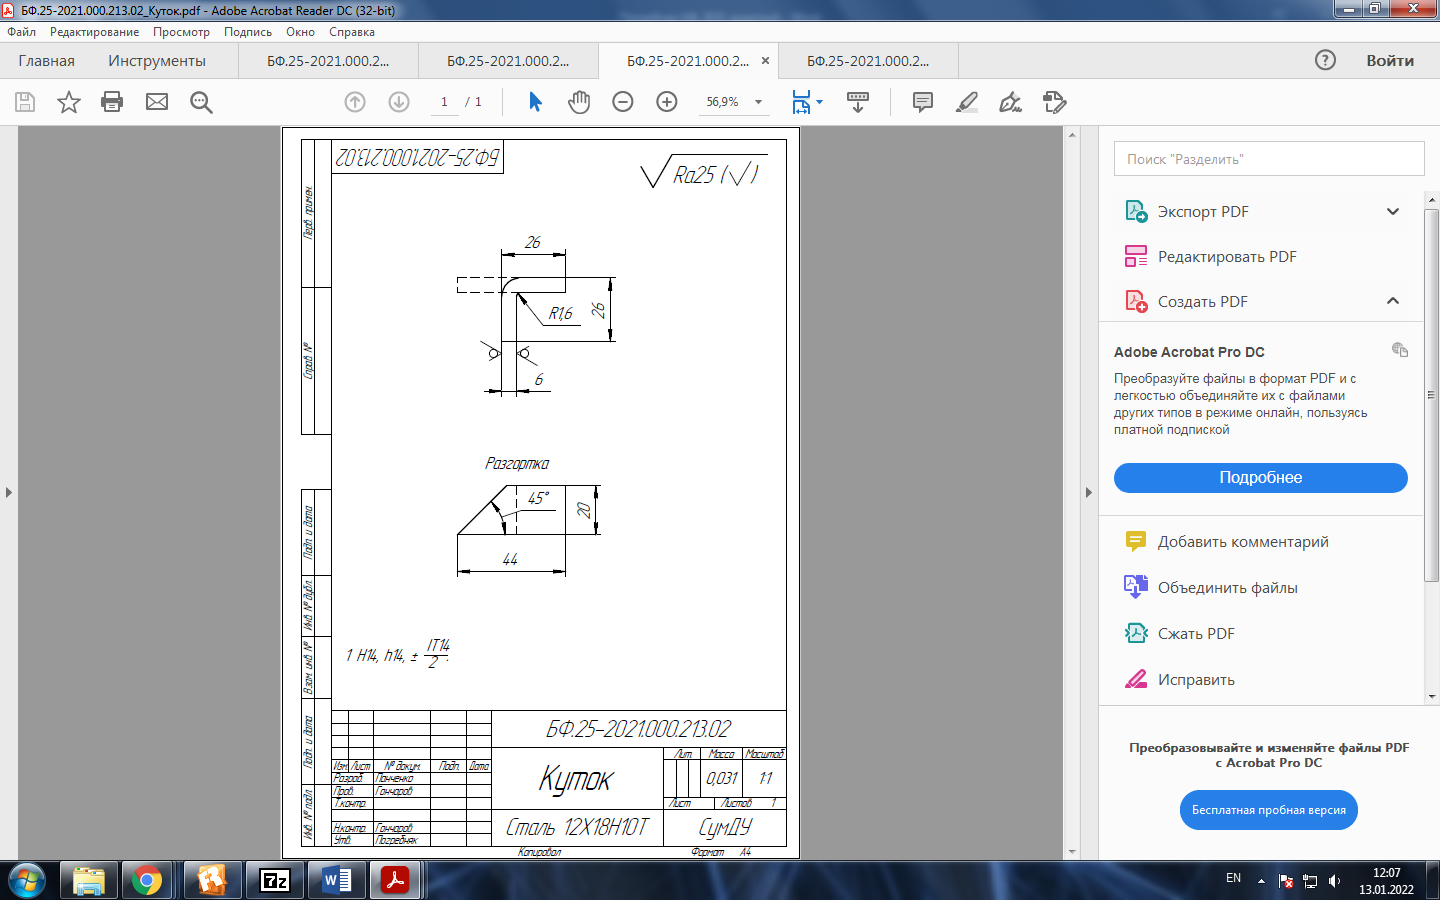 БФ.25-2021.000.213.02_Куток.pdf - Adobe Acrobat Reader DC (32-bit)
Файл Редактирование Просмотр Подпись Окно Справка
Главная Инструменты БФ.25-2021.000.2... БФ.25-2021.000.2... БФ.25-2021.000.2... × БФ.25-2021.000.2... ? Войти
1 / 1 56,9%
БФ.25-2021.000.213.02
Ra25 (√)
Перв. примен.
Справ №
Подп. и дата
Инв. № дубл.
Взам. инв №
Подп. и дата
Инв. № подл.
26
26
R1,6
6
Разгортка
45°
20
44
1 H14, h14, ± IT14
2 .
БФ.25-2021.000.213.02
Лит. Масса Масштаб
Изм. Лист № докум. Подп. Дата
Разраб. Панченко
Куток
0,031 1:1
Пров. Гончаров
Т.контр.
Лист Листов 1
Н.контр. Гончаров
Сталь 12Х18Н10Т
СумДУ
Утв. Погребняк
Копировал Формат А4
Поиск "Разделить"
Экспорт PDF
Редактировать PDF
Создать PDF
Adobe Acrobat Pro DC
Преобразуйте файлы в формат PDF и с
легкостью объединяйте их с файлами
других типов в режиме онлайн, пользуясь
платной подпиской
Подробнее
Добавить комментарий
Объединить файлы
Сжать PDF
Исправить
Преобразовывайте и изменяйте файлы PDF
с Acrobat Pro DC
Бесплатная пробная версия
7z
W
EN
12:07
13.01.2022